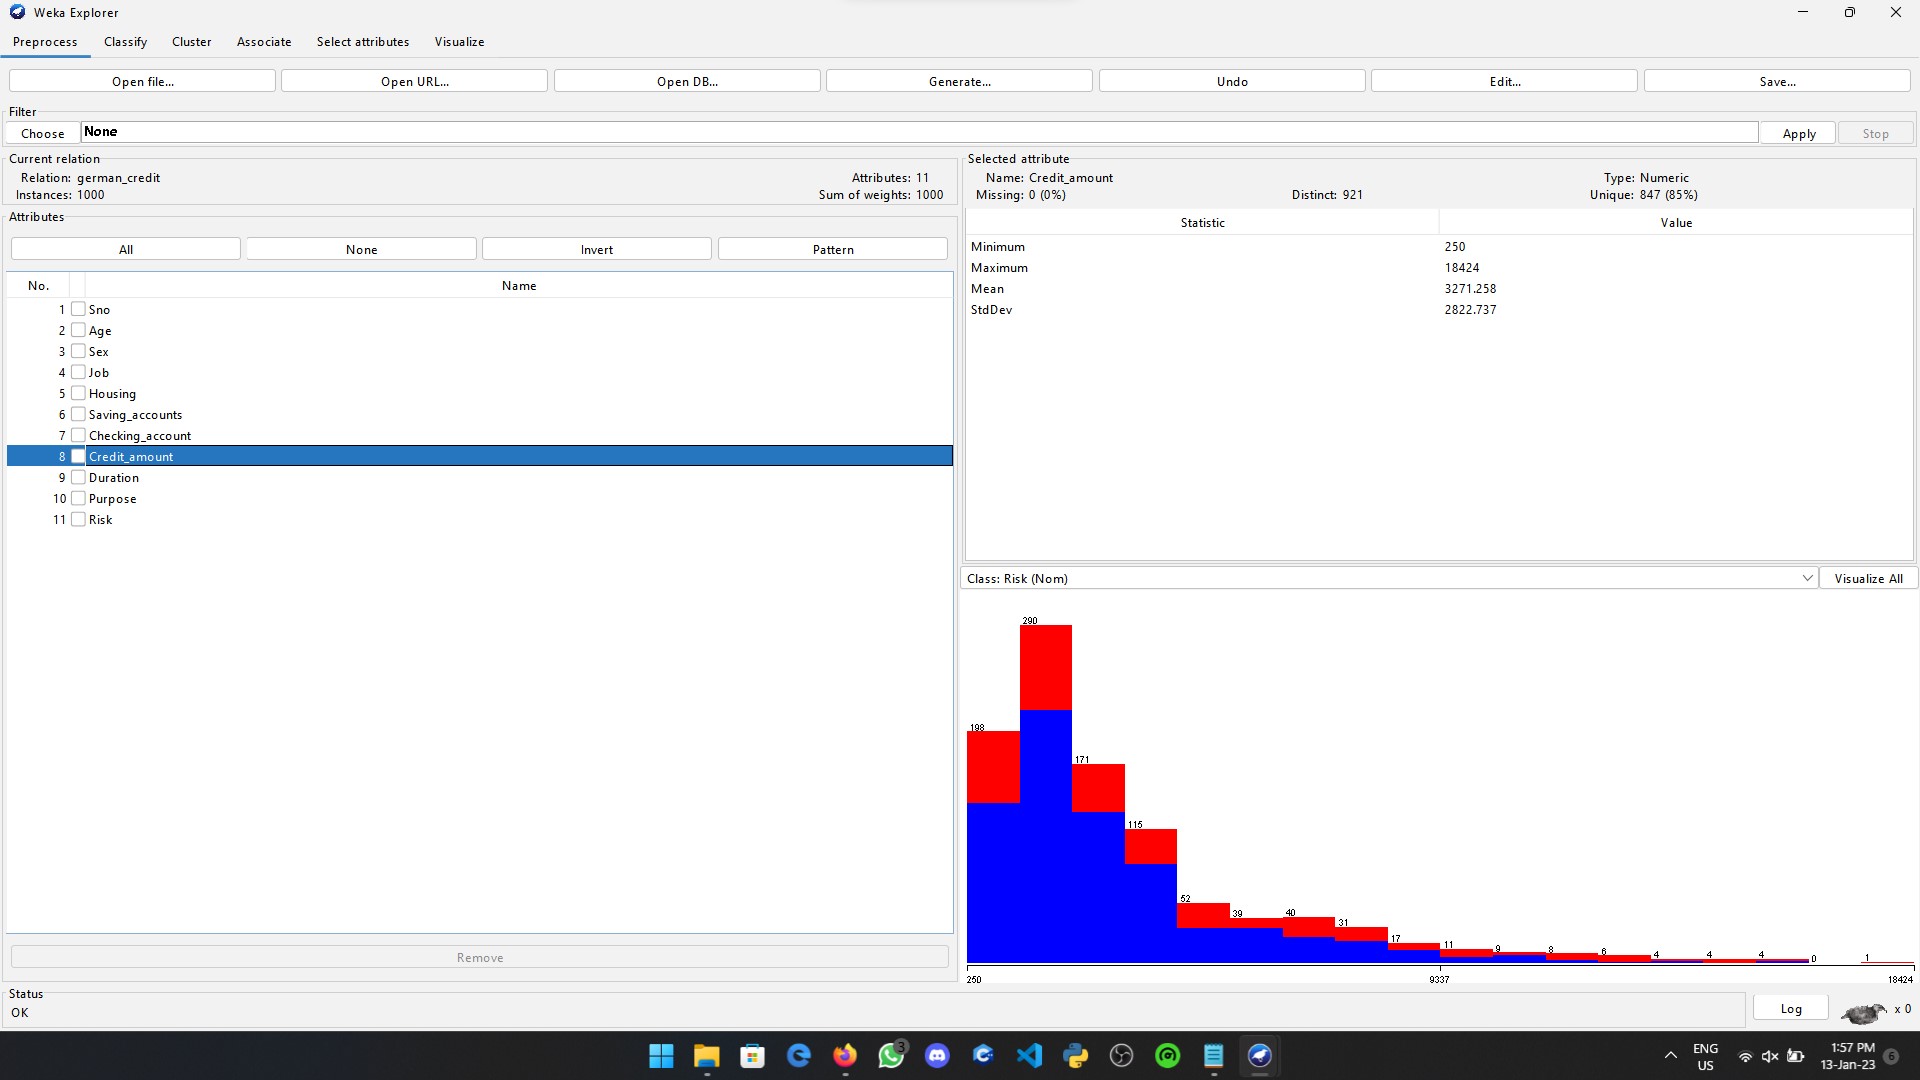 Weka Explorer
Preprocess Classify Cluster Associate Select attributes Visualize
Open file... Open URL... Open DB... Generate... Undo Edit... Save...
Filter
Choose None Apply Stop
Current relation
Relation: german_credit Attributes: 11
Instances: 1000 Sum of weights: 1000
Attributes
All None Invert Pattern
No. Name
1 Sno
2 Age
3 Sex
4 Job
5 Housing
6 Saving_accounts
7 Checking_account
8 Credit_amount
9 Duration
10 Purpose
11 Risk
Remove
Selected attribute
Name: Credit_amount Type: Numeric
Missing: 0 (0%) Distinct: 921 Unique: 847 (85%)
Statistic Value
Minimum 250
Maximum 18424
Mean 3271.258
StdDev 2822.737
Class: Risk (Nom) Visualize All
290
198
171
115
52 39 40 31 17 11 9 8 6 4 4 4 0 1
250 9337 18424
Status
OK
Log x 0
3
ENG
US
1:57 PM
13-Jan-23
6